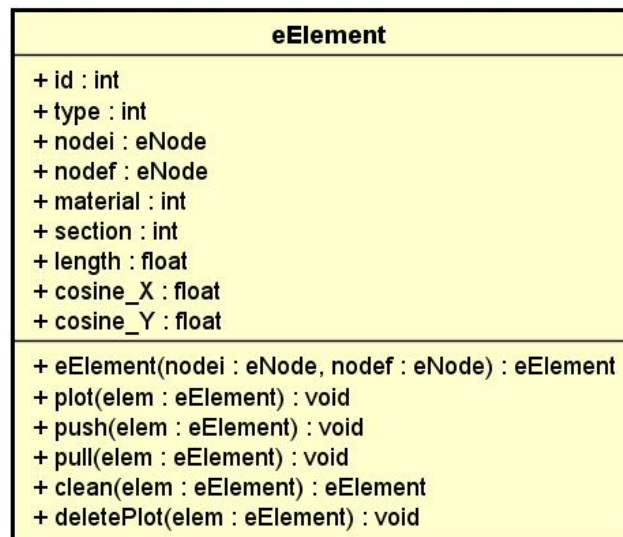 eElement
+ id : int
+ type : int
+ nodei : eNode
+ nodef : eNode
+ material : int
+ section : int
+ length : float
+ cosine_X : float
+ cosine_Y : float
+ eElement(nodei : eNode, nodef : eNode) : eElement
+ plot(elem : eElement) : void
+ push(elem : eElement) : void
+ pull(elem : eElement) : void
+ clean(elem : eElement) : eElement
+ deletePlot(elem : eElement) : void